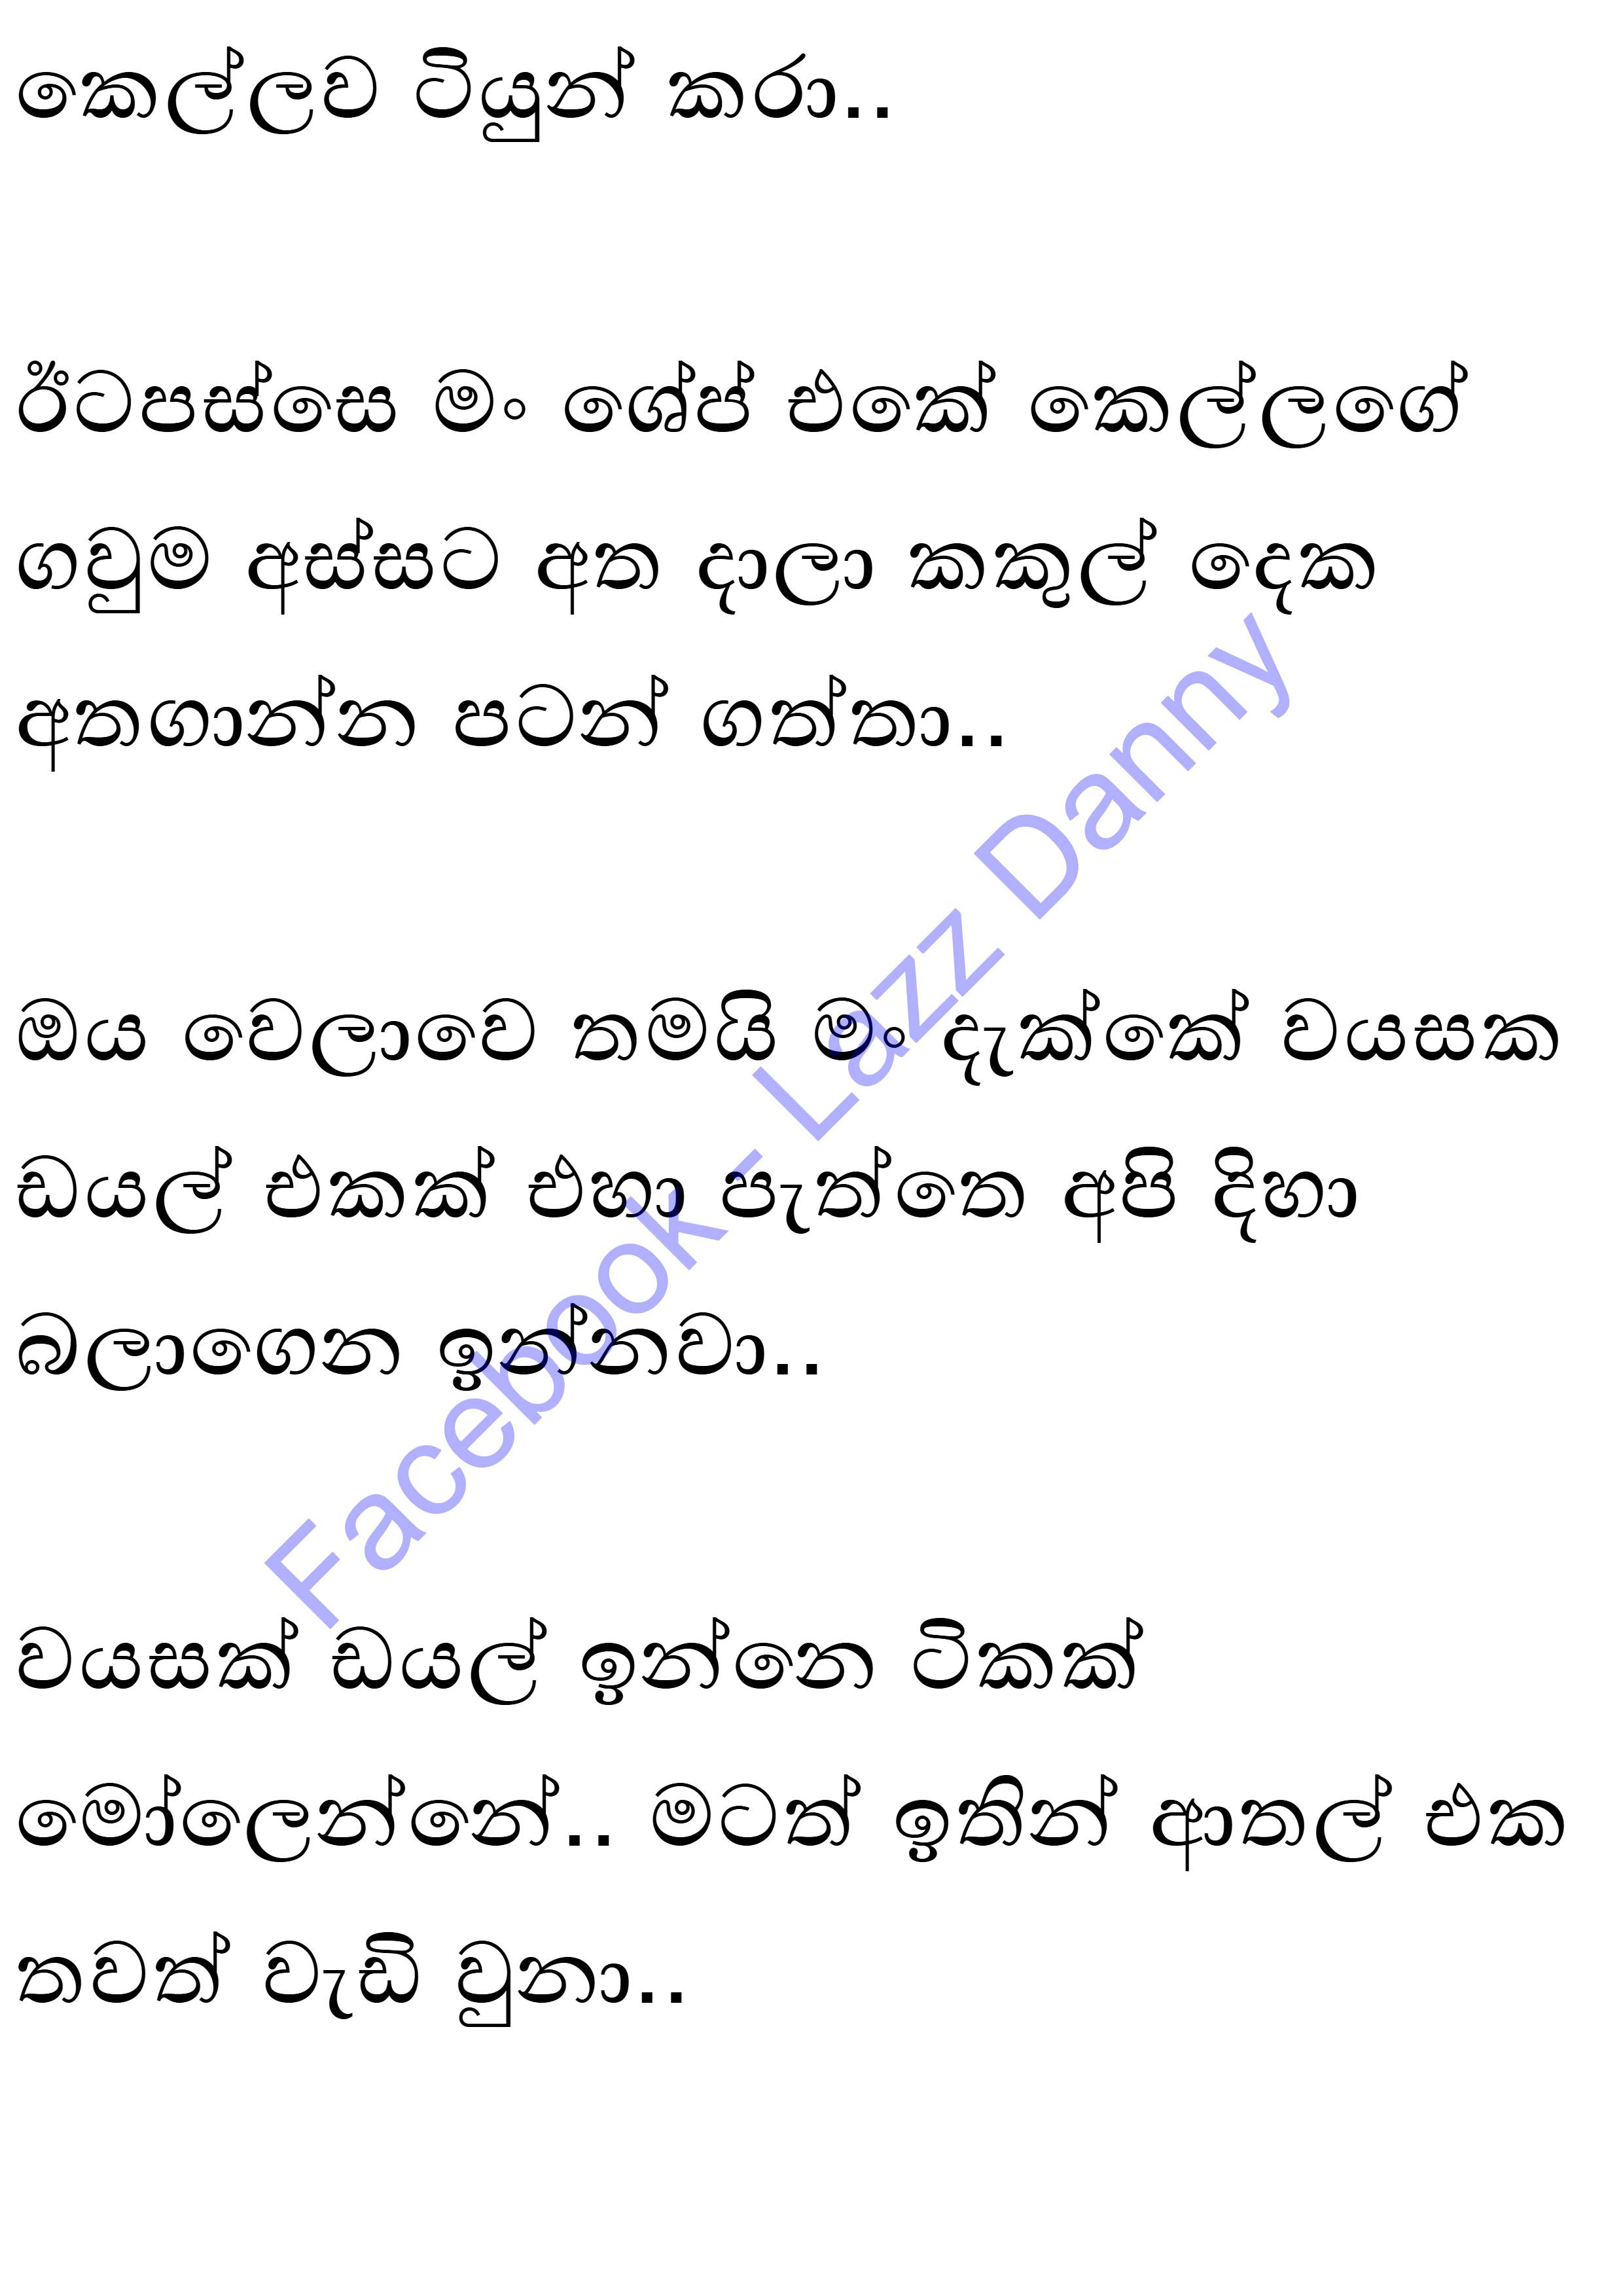 කෙල්ලව ටියුන් කරා..
ඊටපස්සෙ මං ශේප් එකේ කෙල්ලගේ
ගවුම අස්සට අත දාලා කකුල් දෙක
අතගාන්න පටන් ගත්තා..
ඔය වෙලාවෙ තමයි මං දැක්කේ වයසක
ඩයල් එකක් එහා පැත්තෙ අපි දිහා
බලාගෙන ඉන්නවා..
වයසක් ඩයල් ඉන්නෙ ටිකක්
මෝලෙන්නේ.. මටත් ඉතින් ආතල් එක
තවත් වැඩි වුනා..
Facebook - Lazz Danny